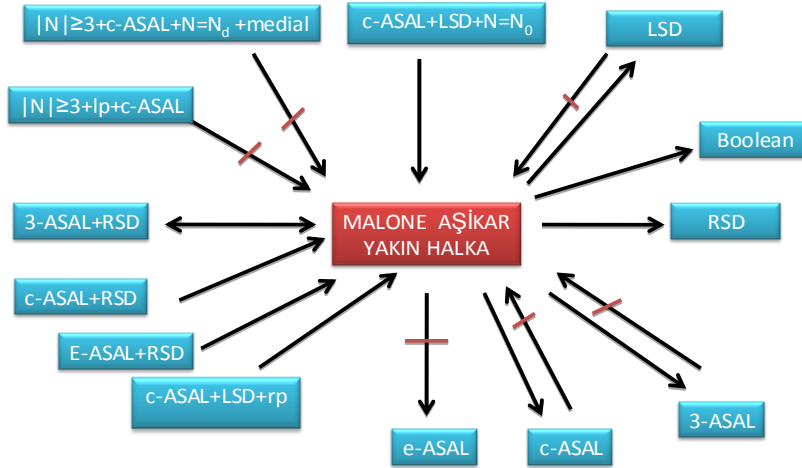 |N|≥3+c-ASAL+N=N_d +medial
c-ASAL+LSD+N=N_0
LSD
|N|≥3+lp+c-ASAL
Boolean
3-ASAL+RSD
MALONE AŞİKAR
YAKIN HALKA
RSD
c-ASAL+RSD
E-ASAL+RSD
c-ASAL+LSD+rp
e-ASAL
c-ASAL
3-ASAL